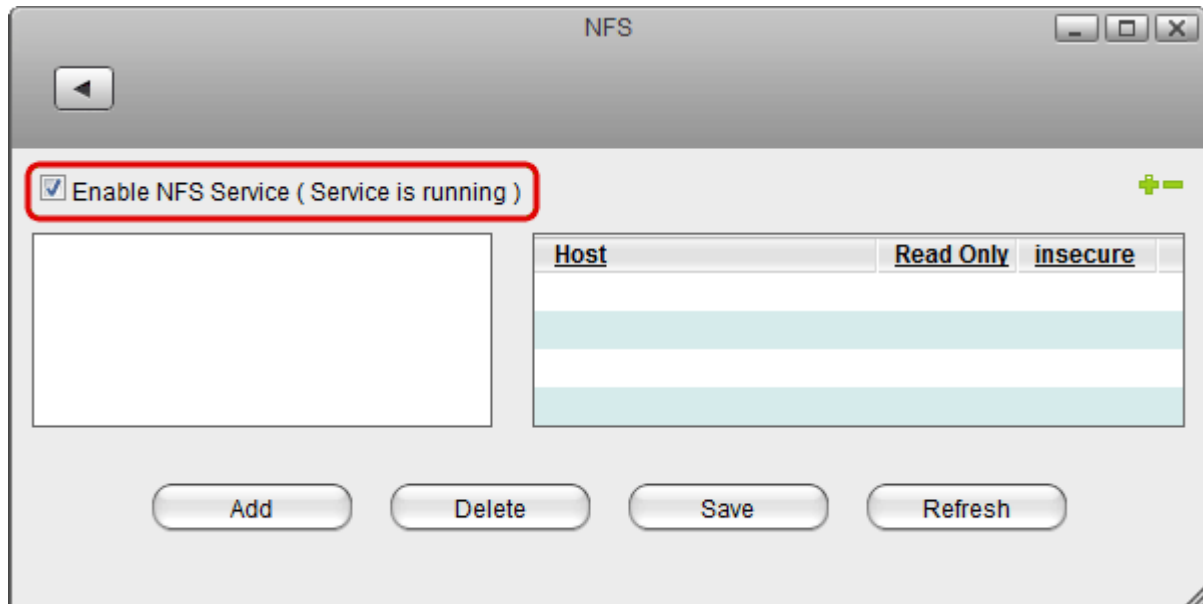 NFS
Enable NFS Service ( Service is running )
Host Read Only insecure
Add Delete Save Refresh